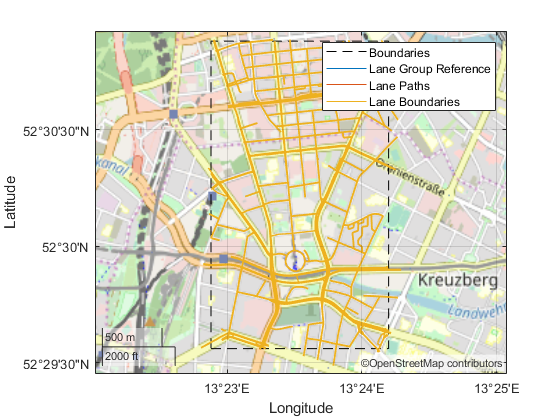 Boundaries
Lane Group Reference
Lane Paths
Lane Boundaries
52°30'30"N
kanal
Oranienstraße
Latitude
52°30'N
Kreuzberg
Landwehr
500 m
2000 ft
©OpenStreetMap contributors
52°29'30"N
13°23'E
13°24'E
13°25'E
Longitude